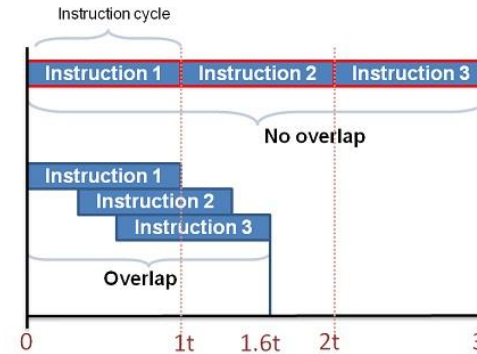 Instruction cycle
Instruction 1 Instruction 2 Instruction 3
No overlap
Instruction 1
Instruction 2
Instruction 3
Overlap
0 1t 1.6t 2t 3